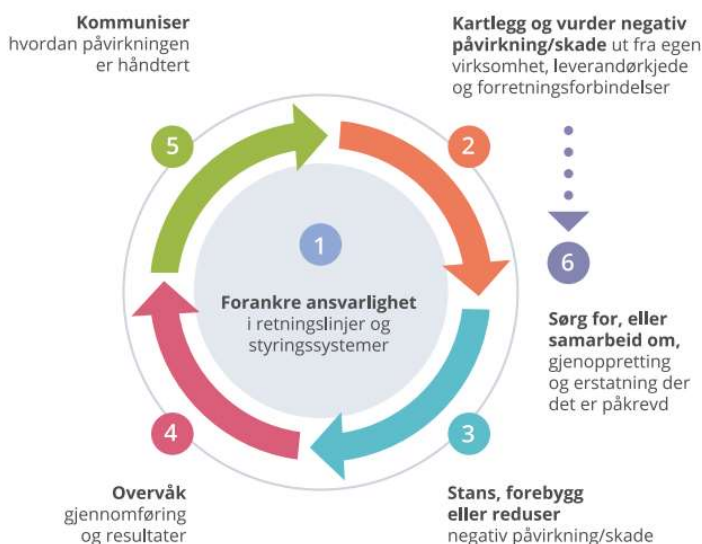 1
Forankre ansvarlighet
i retningslinjer og
styringssystemer
2
Kartlegg og vurder negativ
påvirkning/skade ut fra egen
virksomhet, leverandørkjede
og forretningsforbindelser
3
Stans, forebygg
eller reduser
negativ påvirkning/skade
4
Overvåk
gjennomføring
og resultater
5
Kommuniser
hvordan påvirkningen
er håndtert
6
Sørg for, eller
samarbeid om,
gjenoppretting
og erstatning der
det er påkrevd